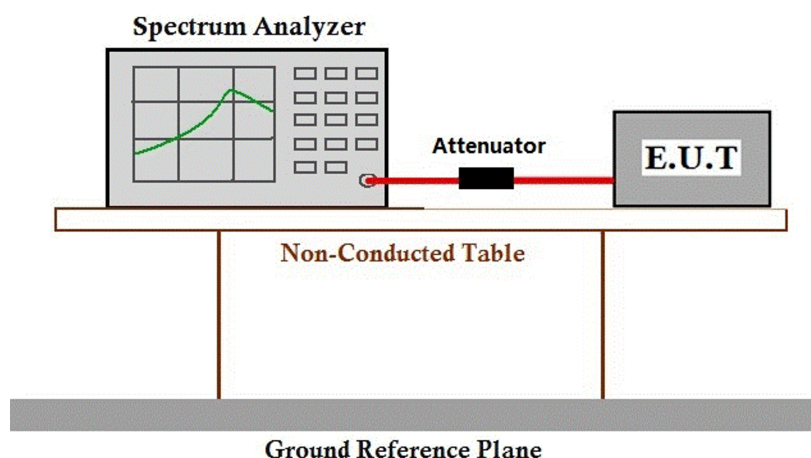 Spectrum Analyzer
Attenuator
E.U.T
Non-Conducted Table
Ground Reference Plane